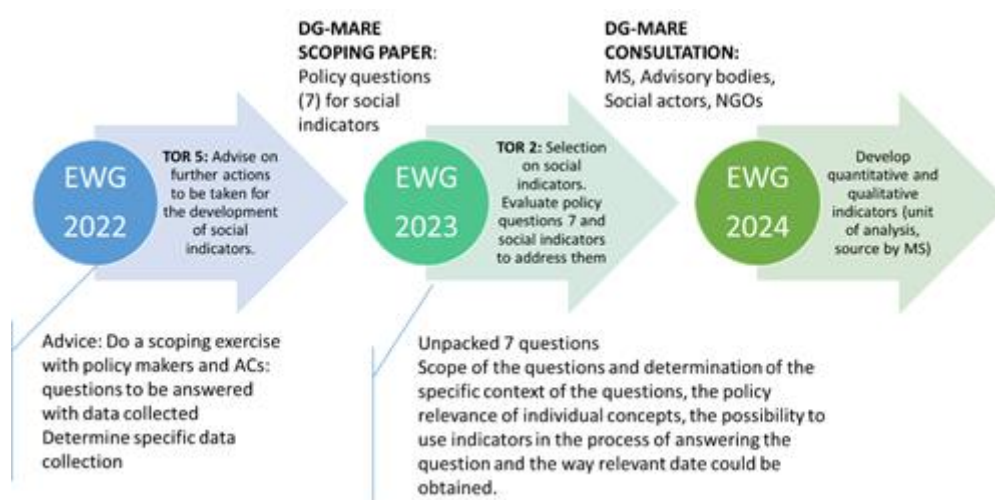 DG-MARE
SCOPING PAPER:
Policy questions
(7) for social
indicators
DG-MARE
CONSULTATION:
MS, Advisory bodies,
Social actors, NGOs
EWG
2022
TOR 5: Advise on
further actions
to be taken for
the development
of social
indicators.
EWG
2023
TOR 2: Selection
on social
indicators.
Evaluate policy
questions 7 and
social indicators
to address them
EWG
2024
Develop
quantitative and
qualitative
indicators (unit
of analysis,
source by MS)
Advice: Do a scoping exercise
with policy makers and ACs:
questions to be answered
with data collected
Determine specific data
collection
Unpacked 7 questions
Scope of the questions and determination of the
specific context of the questions, the policy
relevance of individual concepts, the possibility to
use indicators in the process of answering the
question and the way relevant date could be
obtained.